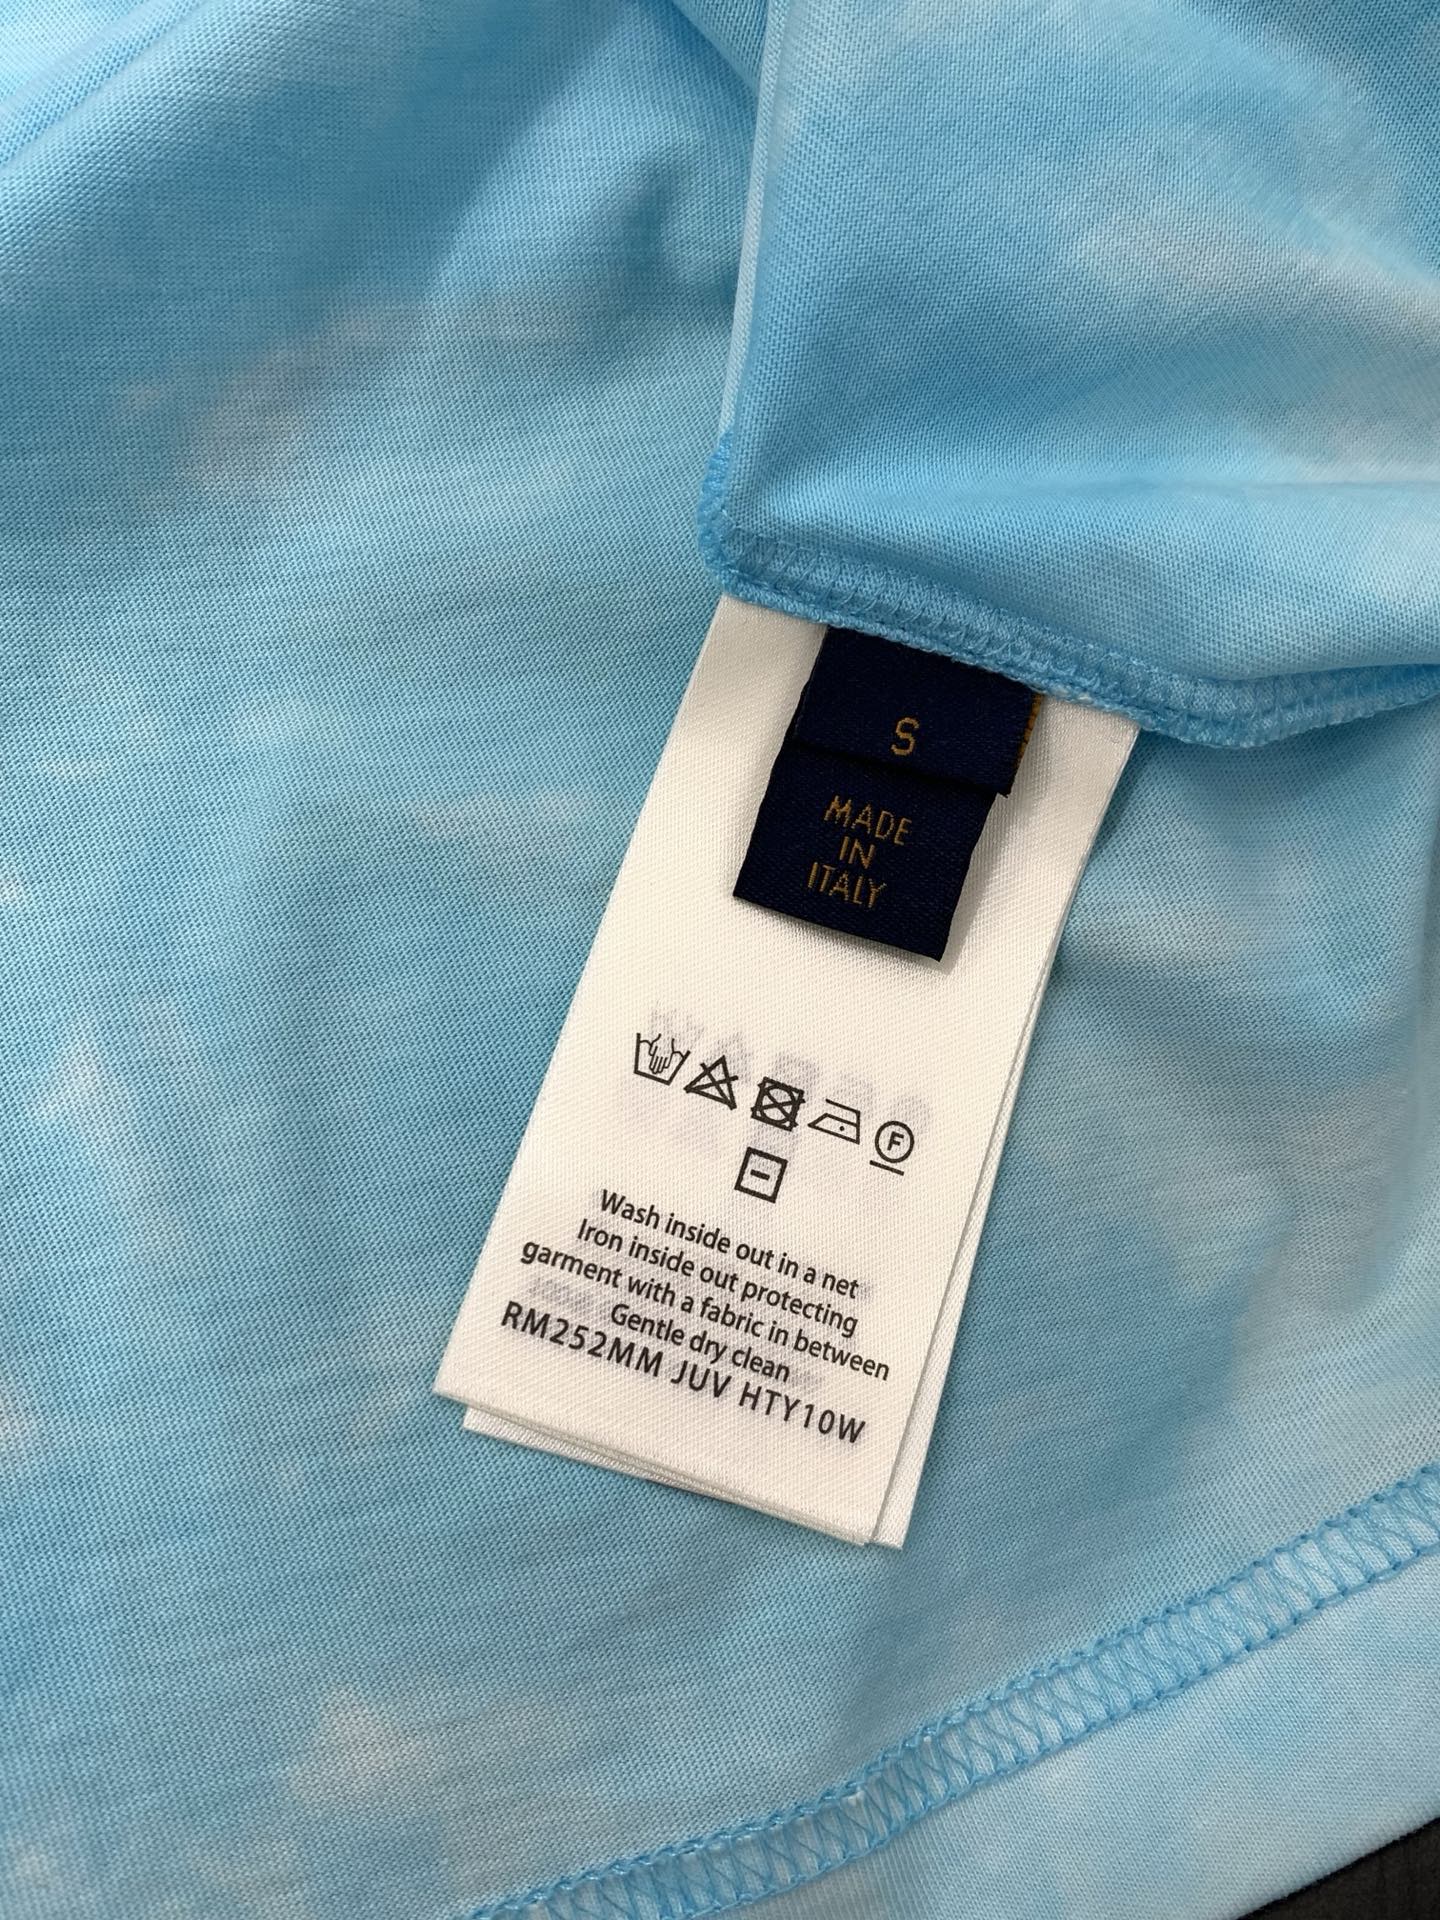 S
MADE
IN
ITALY
F
Wash inside out in a net
Iron inside out protecting
garment with a fabric in between
Gentle dry clean
RM252MM JUV HTY10W